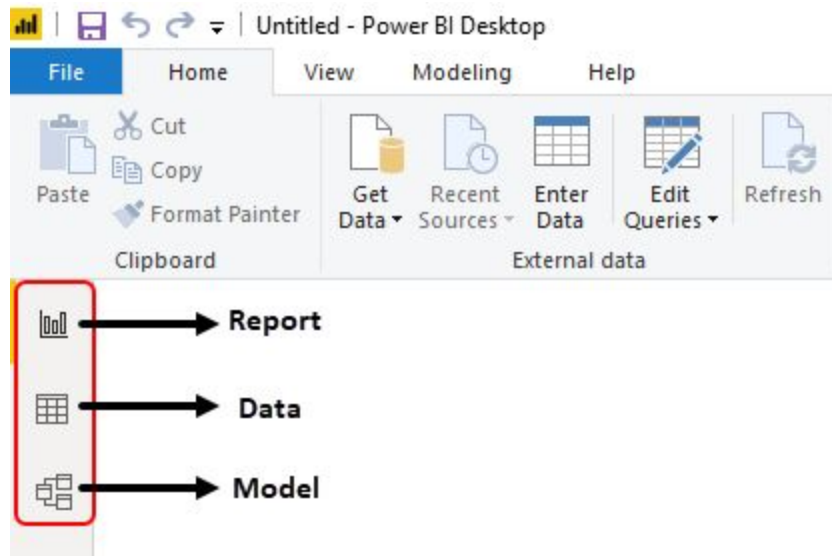 Untitled - Power BI Desktop
File Home View Modeling Help
Cut
Copy
Format Painter
Paste
Get Data
Recent Sources
Enter Data
Edit Queries
Refresh
Clipboard
External data
Report
Data
Model